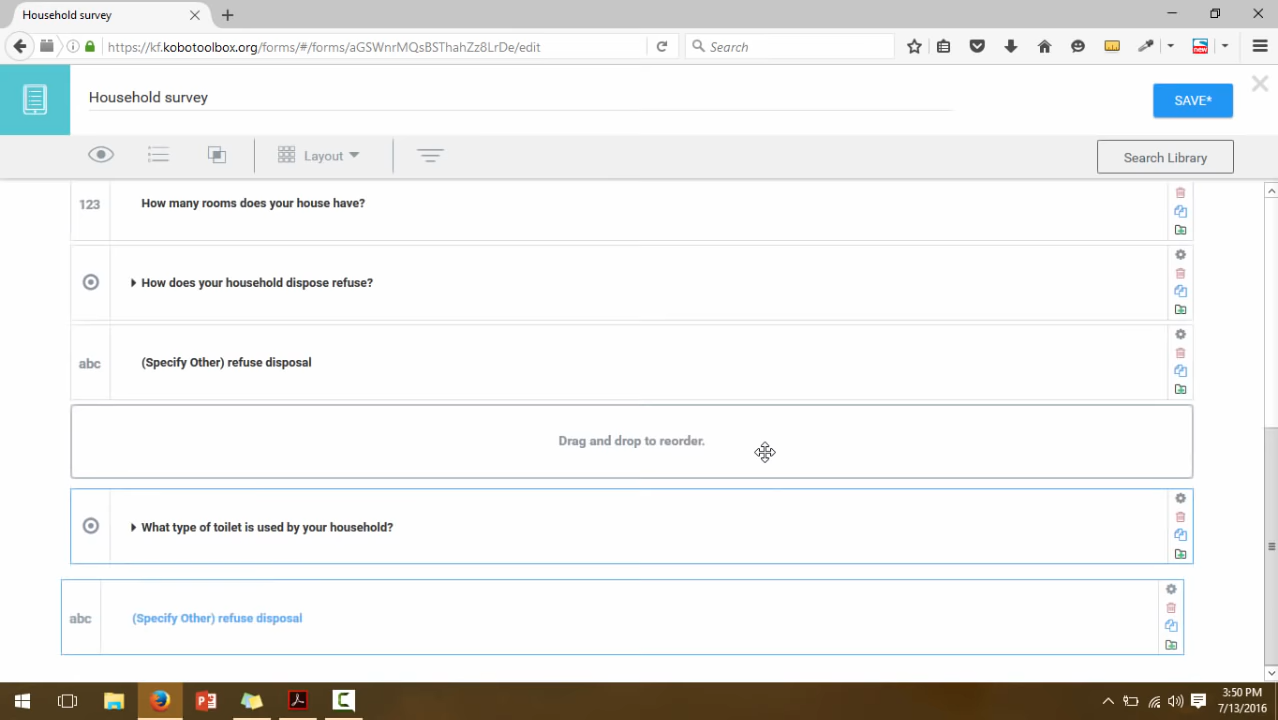 Household survey
https://kf.kobotoolbox.org/forms/#/forms/aGSWnrMQsBSThahZz8LrDe/edit
Search
new
Household survey
SAVE*
Layout
Search Library
123
How many rooms does your house have?
How does your household dispose refuse?
abc
(Specify Other) refuse disposal
Drag and drop to reorder.
What type of toilet is used by your household?
abc
(Specify Other) refuse disposal
3:50 PM
7/13/2016